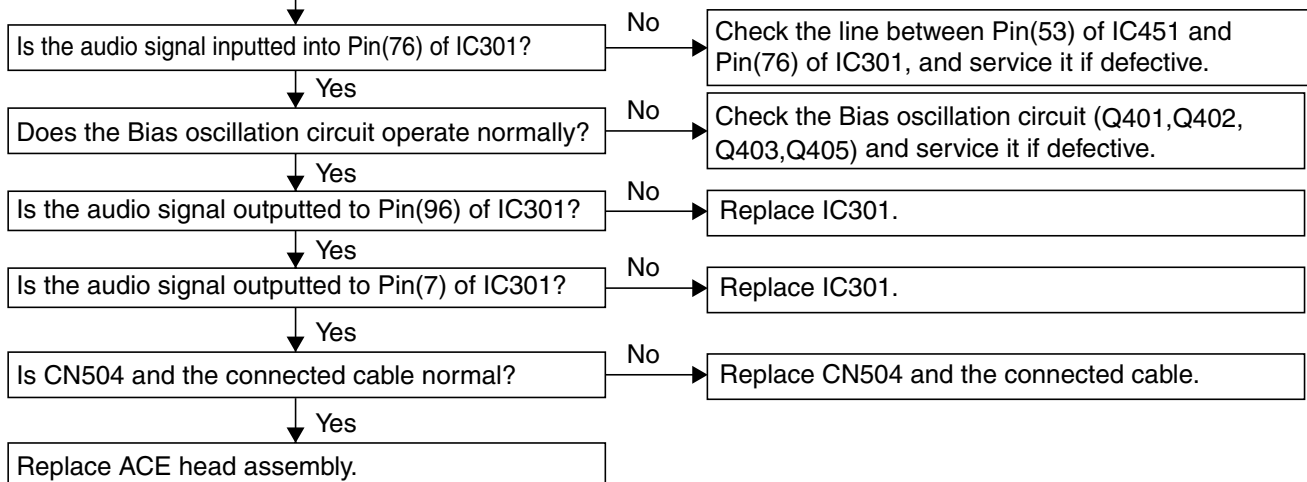 Is the audio signal inputted into Pin(76) of IC301?
No
Check the line between Pin(53) of IC451 and
Pin(76) of IC301, and service it if defective.
Yes
Does the Bias oscillation circuit operate normally?
No
Check the Bias oscillation circuit (Q401,Q402,
Q403,Q405) and service it if defective.
Yes
Is the audio signal outputted to Pin(96) of IC301?
No
Replace IC301.
Yes
Is the audio signal outputted to Pin(7) of IC301?
No
Replace IC301.
Yes
Is CN504 and the connected cable normal?
No
Replace CN504 and the connected cable.
Yes
Replace ACE head assembly.